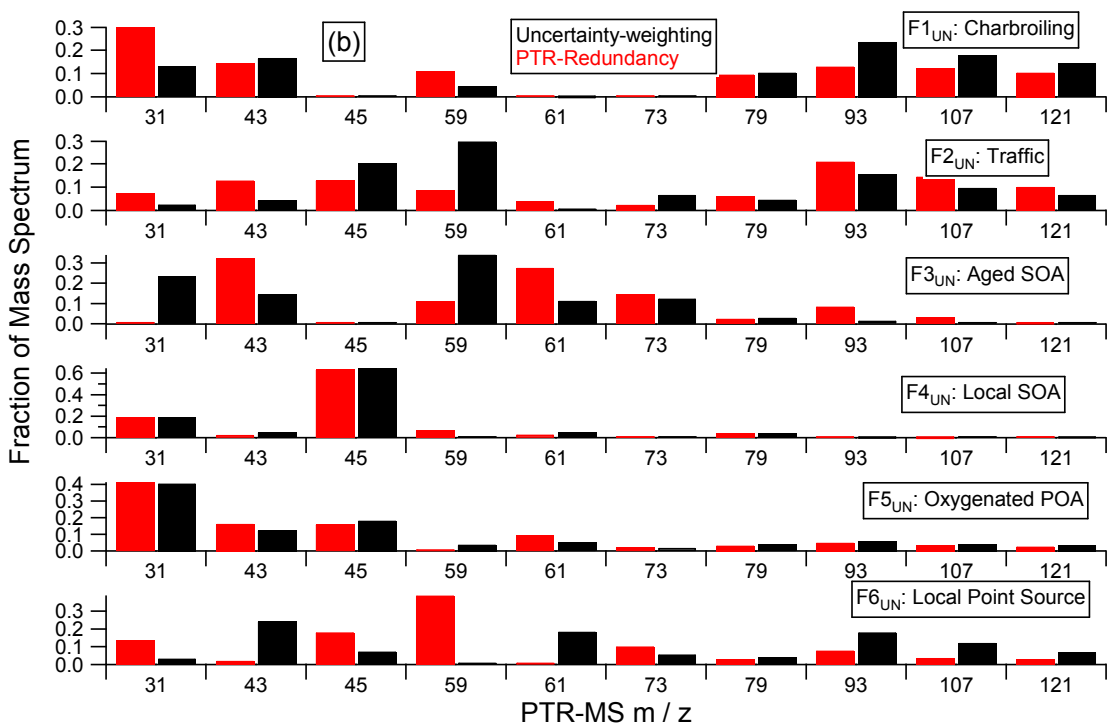 (b)
Uncertainty-weighting
PTR-Redundancy
Fraction of Mass Spectrum
F1UN: Charbroiling
0.3
0.2
0.1
0.0
31 43 45 59 61 73 79 93 107 121
F2UN: Traffic
0.3
0.2
0.1
0.0
31 43 45 59 61 73 79 93 107 121
F3UN: Aged SOA
0.3
0.2
0.1
0.0
31 43 45 59 61 73 79 93 107 121
F4UN: Local SOA
0.6
0.4
0.2
0.0
31 43 45 59 61 73 79 93 107 121
F5UN: Oxygenated POA
0.4
0.3
0.2
0.1
0.0
31 43 45 59 61 73 79 93 107 121
F6UN: Local Point Source
0.3
0.2
0.1
0.0
31 43 45 59 61 73 79 93 107 121
PTR-MS m / z